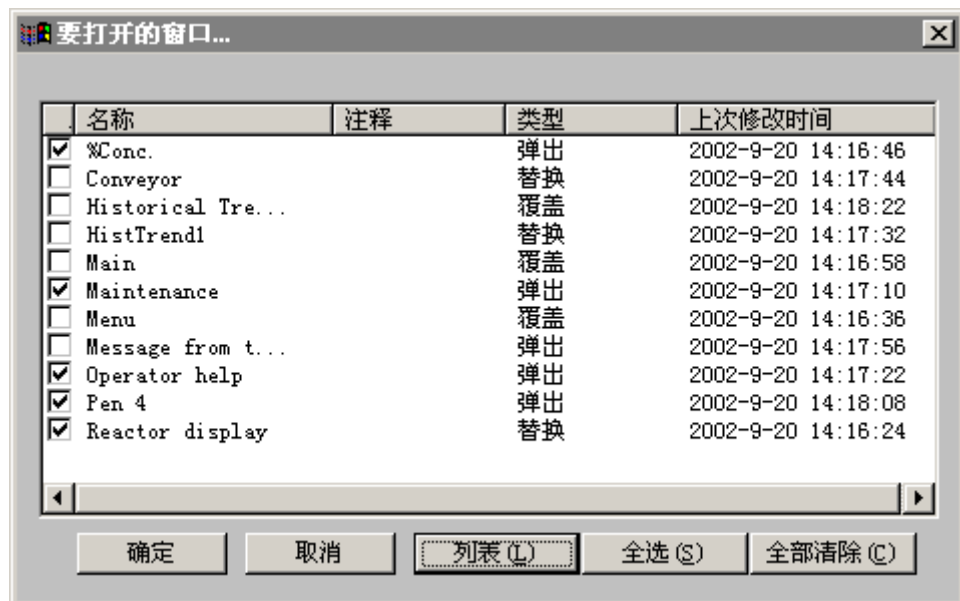 要打开的窗口...
名称 注释 类型 上次修改时间
%Conc. 弹出 2002-9-20 14:16:46
Conveyor 替换 2002-9-20 14:17:44
Historical Tre... 覆盖 2002-9-20 14:18:22
HistTrend1 替换 2002-9-20 14:17:32
Main 覆盖 2002-9-20 14:16:58
Maintenance 弹出 2002-9-20 14:17:10
Menu 覆盖 2002-9-20 14:16:36
Message from t... 弹出 2002-9-20 14:17:56
Operator help 弹出 2002-9-20 14:17:22
Pen 4 弹出 2002-9-20 14:18:08
Reactor display 替换 2002-9-20 14:16:24
确定 取消 列表(L) 全选(S) 全部清除(C)